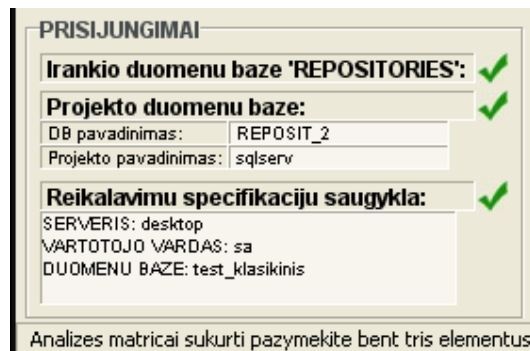 PRISIJUNGIMAI
Irankio duomenu baze 'REPOSITORIES':
Projekto duomenu baze:
DB pavadinimas: REPOSIT_2
Projekto pavadinimas: sqlserv
Reikalavimu specifikaciju saugykla:
SERVERIS: desktop
VARTOTOJO VARDAS: sa
DUOMENU BAZE: test_klasikinis
Analizes matricai sukurti pazymekite bent tris elementus